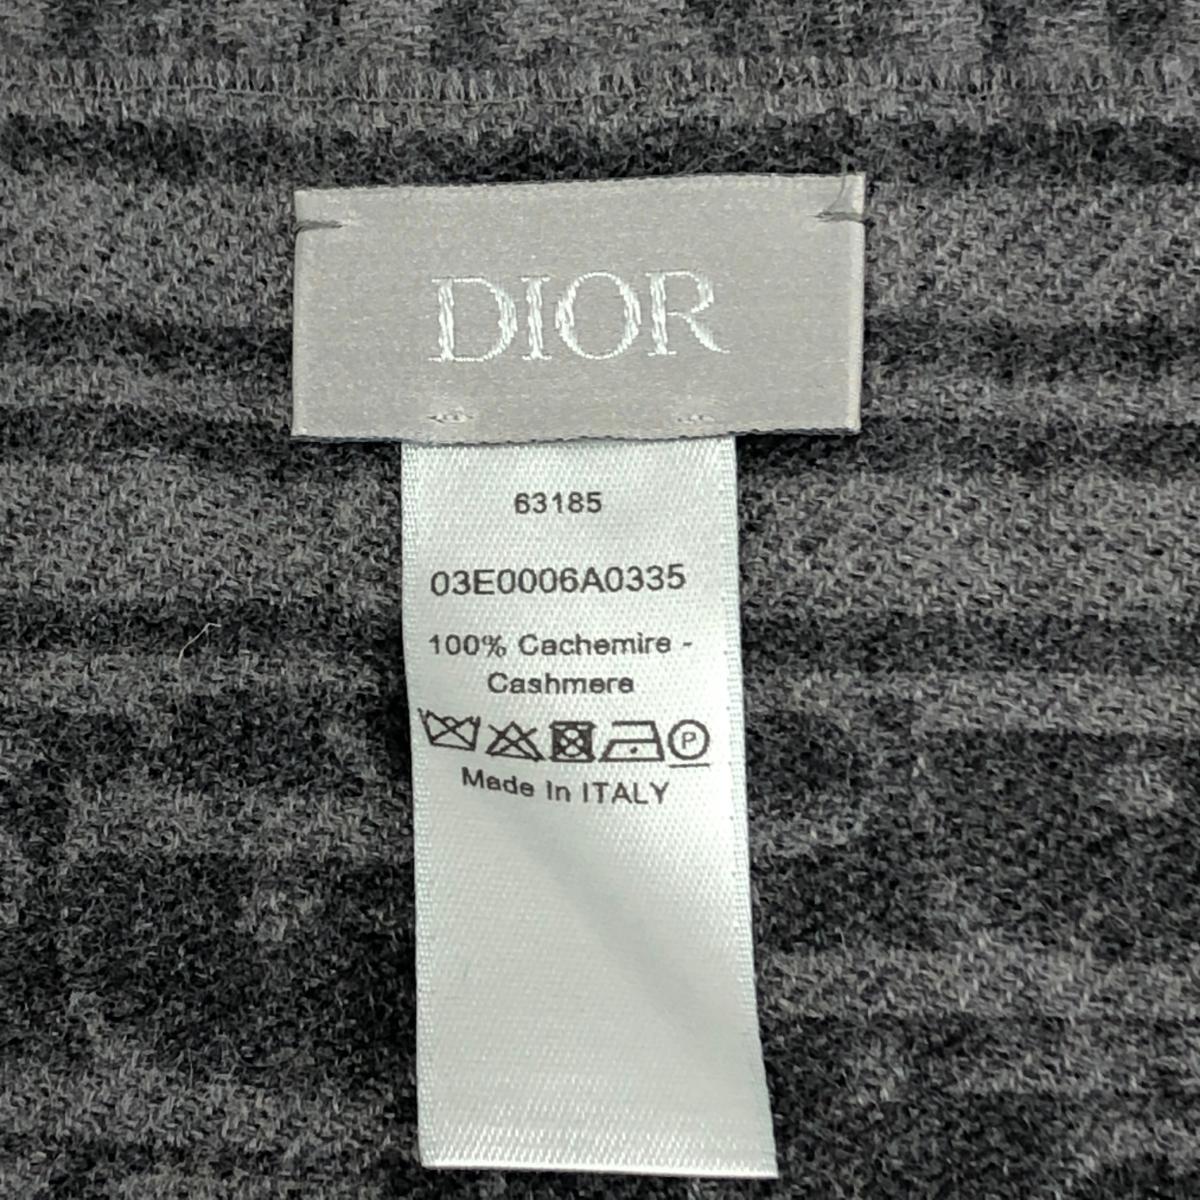 DIOR
63185
03E0006A0335
100% Cachemire -
Cashmere
P
Made In ITALY